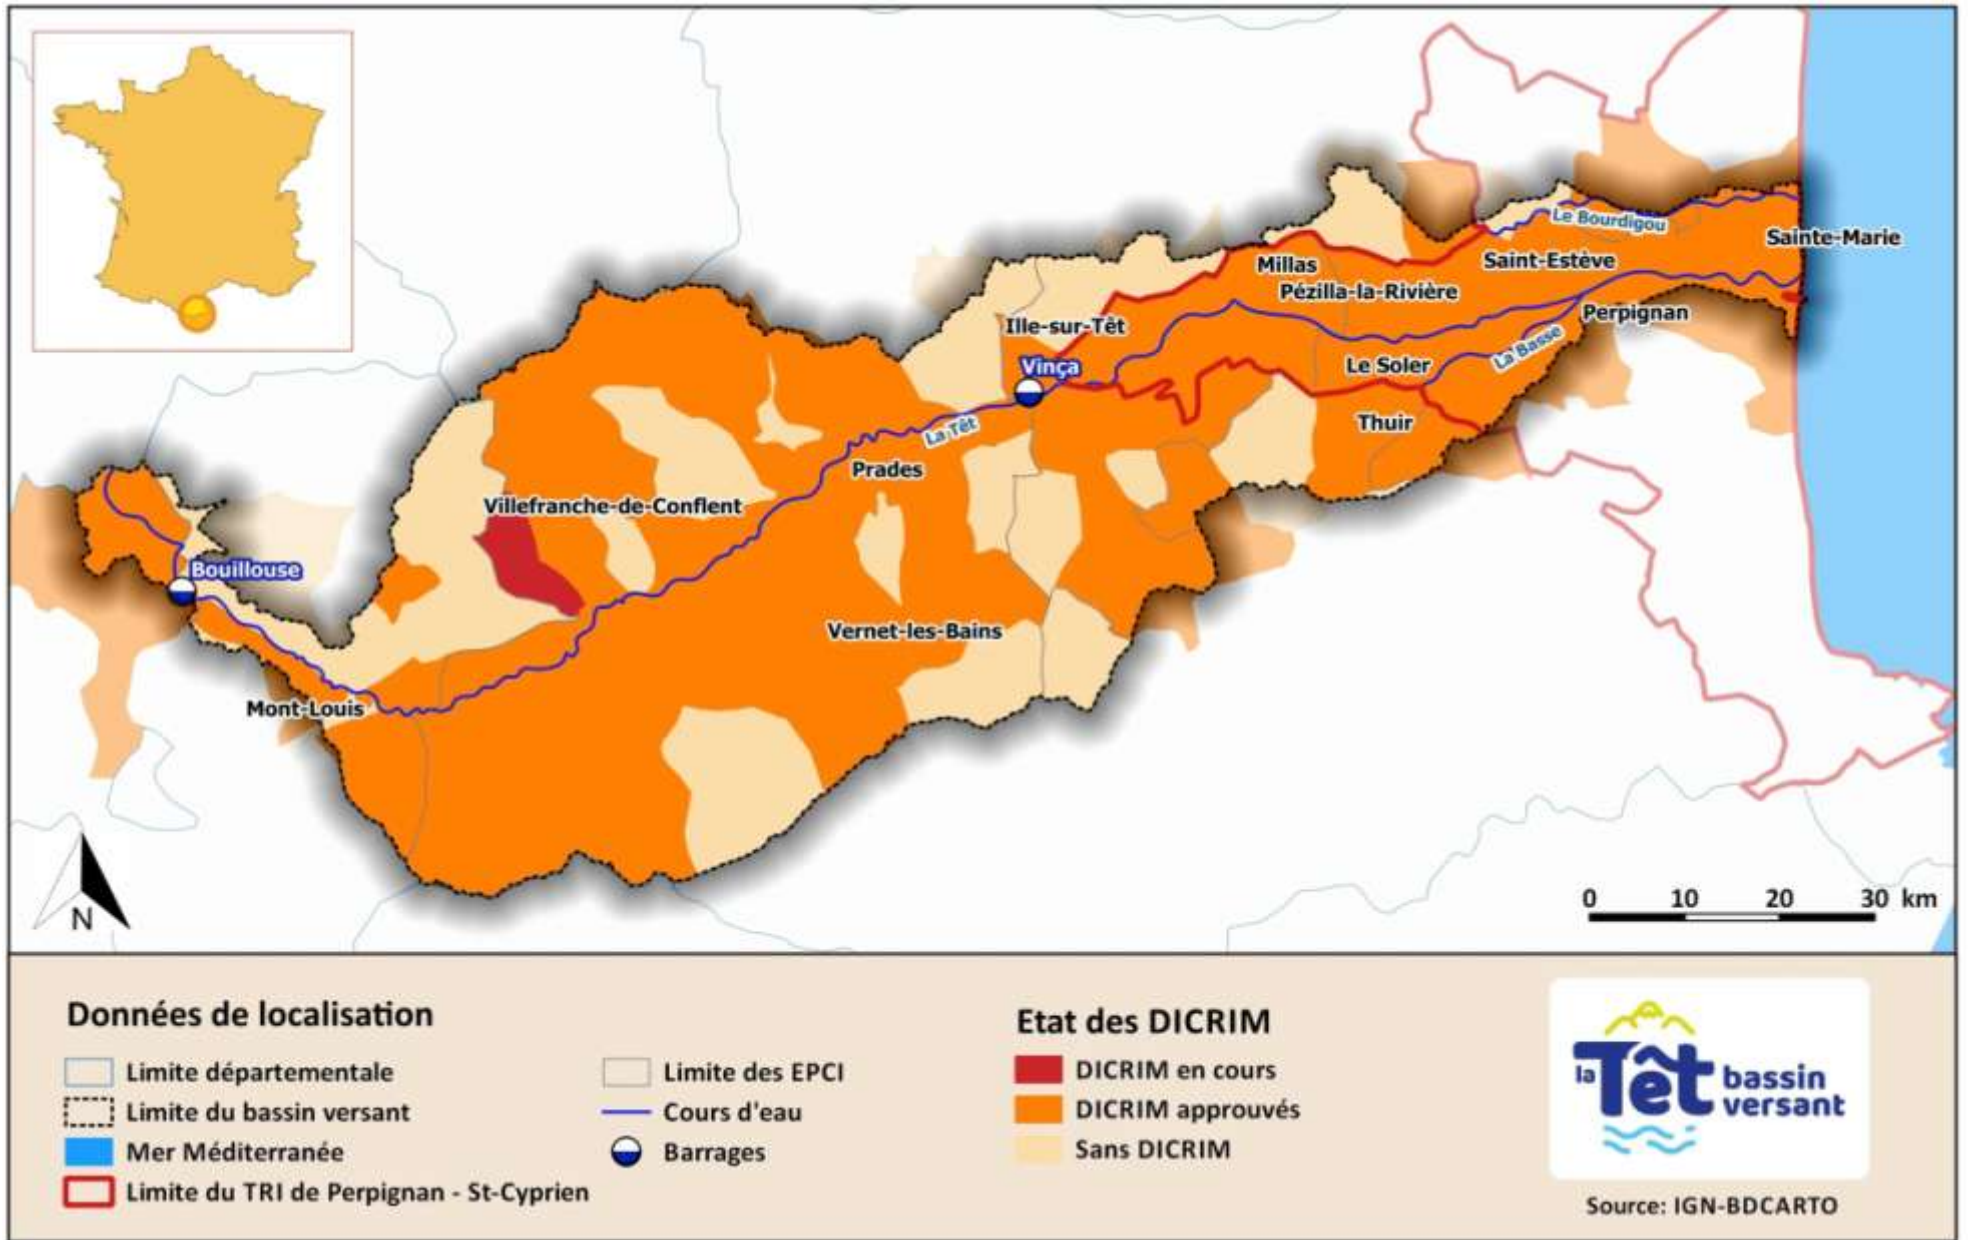 Le Bourdigou
Sainte-Marie
Saint-Estève
Millas
Pézilla-la-Rivière
Perpignan
Ille-sur-Têt
La Basse
Vinça
Le Soler
Thuir
La Têt
Prades
Villefranche-de-Conflent
Bouillouse
Vernet-les-Bains
Mont-Louis
N
0 10 20 30 km
Données de localisation
Limite départementale
Limite du bassin versant
Mer Méditerranée
Limite du TRI de Perpignan - St-Cyprien
Limite des EPCI
Cours d'eau
Barrages
Etat des DICRIM
DICRIM en cours
DICRIM approuvés
Sans DICRIM
la Têt bassin
versant
Source: IGN-BDCARTO